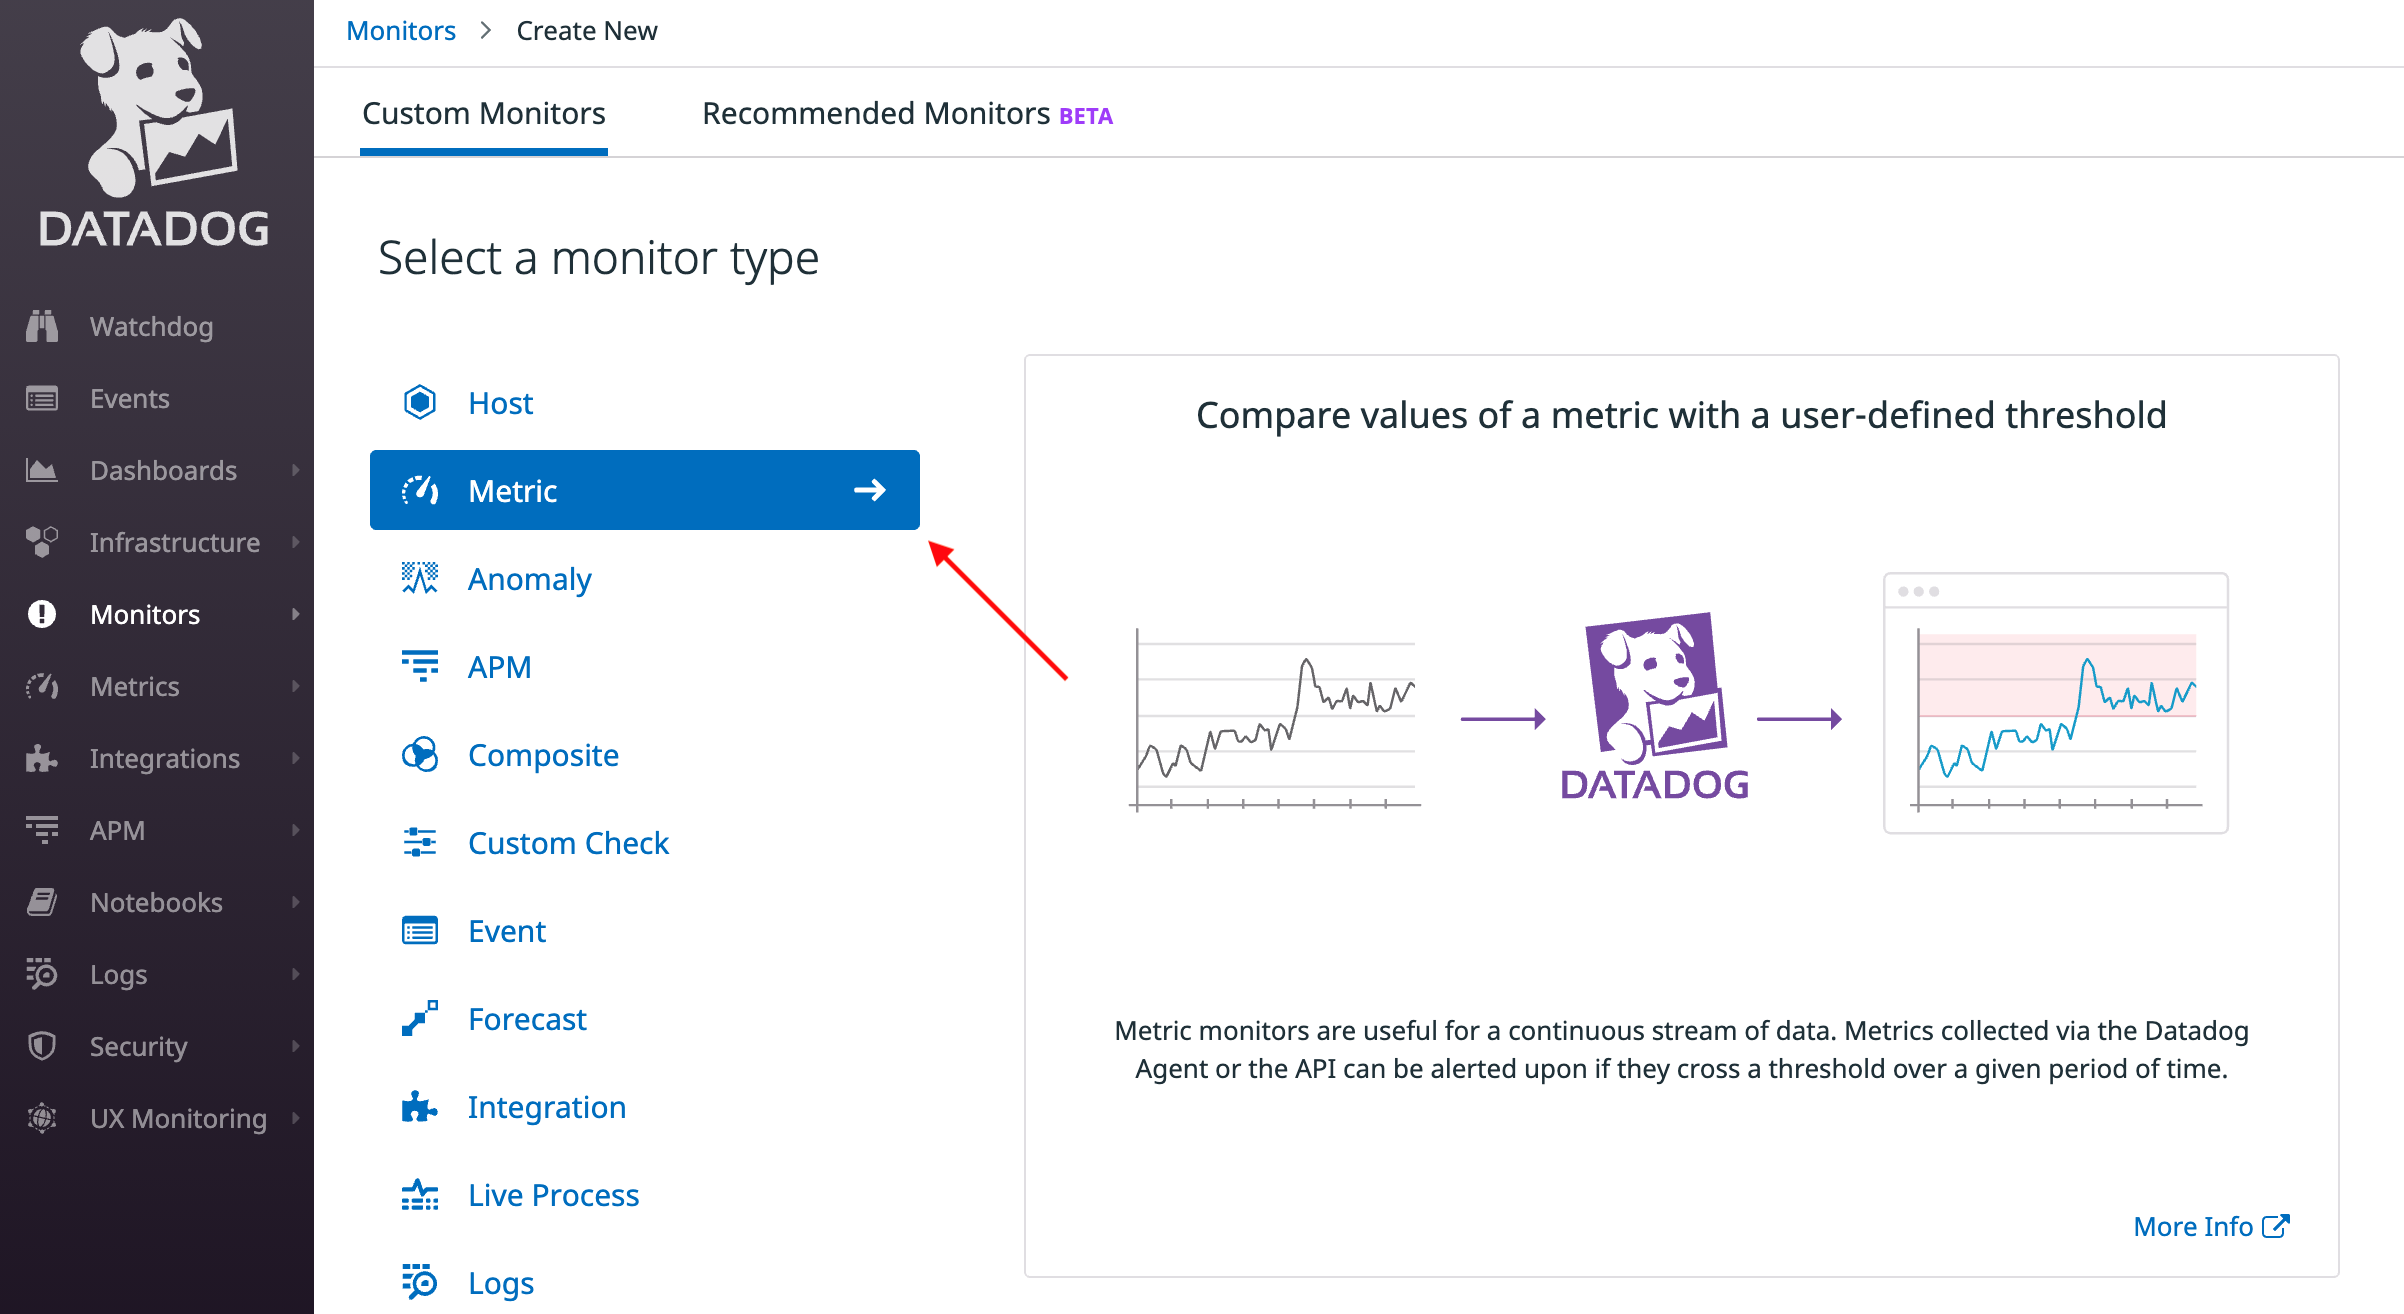 DATADOG
Watchdog
Events
Dashboards
Infrastructure
Monitors
Metrics
Integrations
APM
Notebooks
Logs
Security
UX Monitoring
Monitors > Create New
Custom Monitors
Recommended Monitors BETA
Select a monitor type
Host
Metric
Anomaly
APM
Composite
Custom Check
Event
Forecast
Integration
Live Process
Logs
Compare values of a metric with a user-defined threshold
DATADOG
Metric monitors are useful for a continuous stream of data. Metrics collected via the Datadog
Agent or the API can be alerted upon if they cross a threshold over a given period of time.
More Info